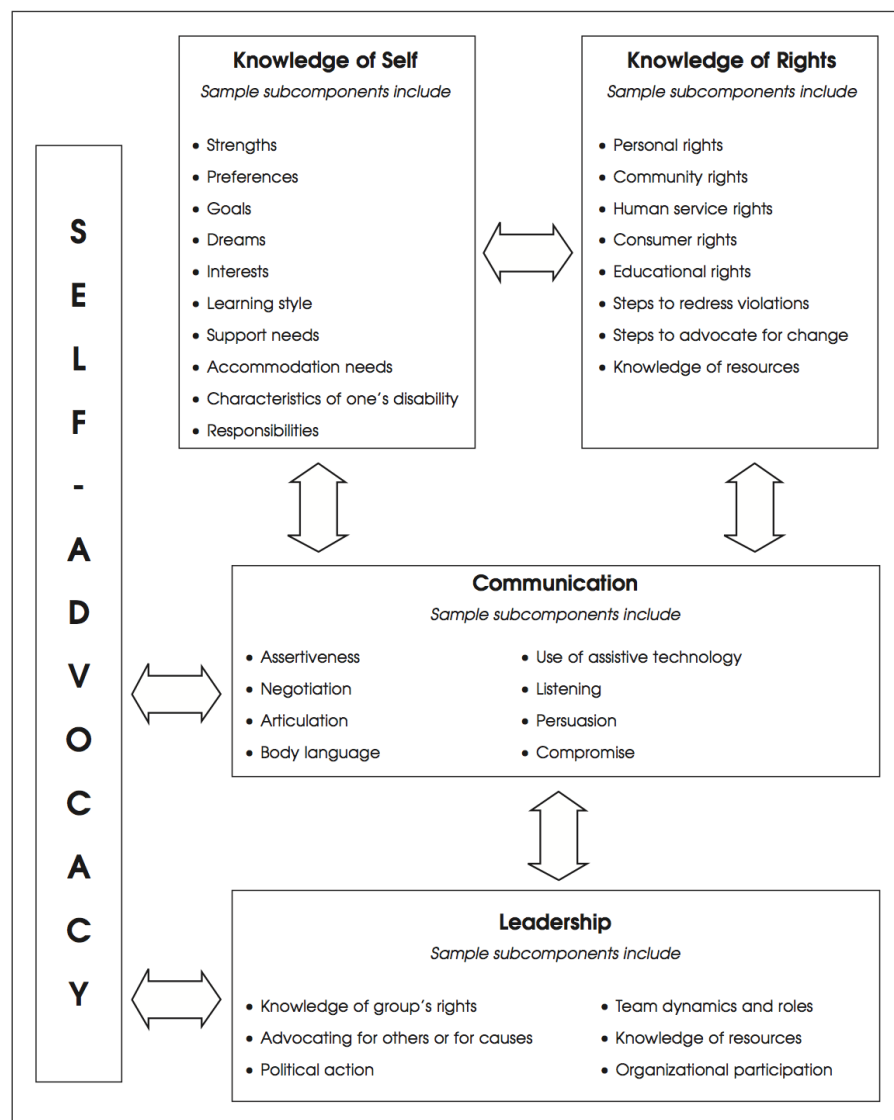 SELF-ADVOCACY
Knowledge of Self
Sample subcomponents include
• Strengths
• Preferences
• Goals
• Dreams
• Interests
• Learning style
• Support needs
• Accommodation needs
• Characteristics of one's disability
• Responsibilities
Knowledge of Rights
Sample subcomponents include
• Personal rights
• Community rights
• Human service rights
• Consumer rights
• Educational rights
• Steps to redress violations
• Steps to advocate for change
• Knowledge of resources
Communication
Sample subcomponents include
• Assertiveness
• Negotiation
• Articulation
• Body language
• Use of assistive technology
• Listening
• Persuasion
• Compromise
Leadership
Sample subcomponents include
• Knowledge of group's rights
• Advocating for others or for causes
• Political action
• Team dynamics and roles
• Knowledge of resources
• Organizational participation